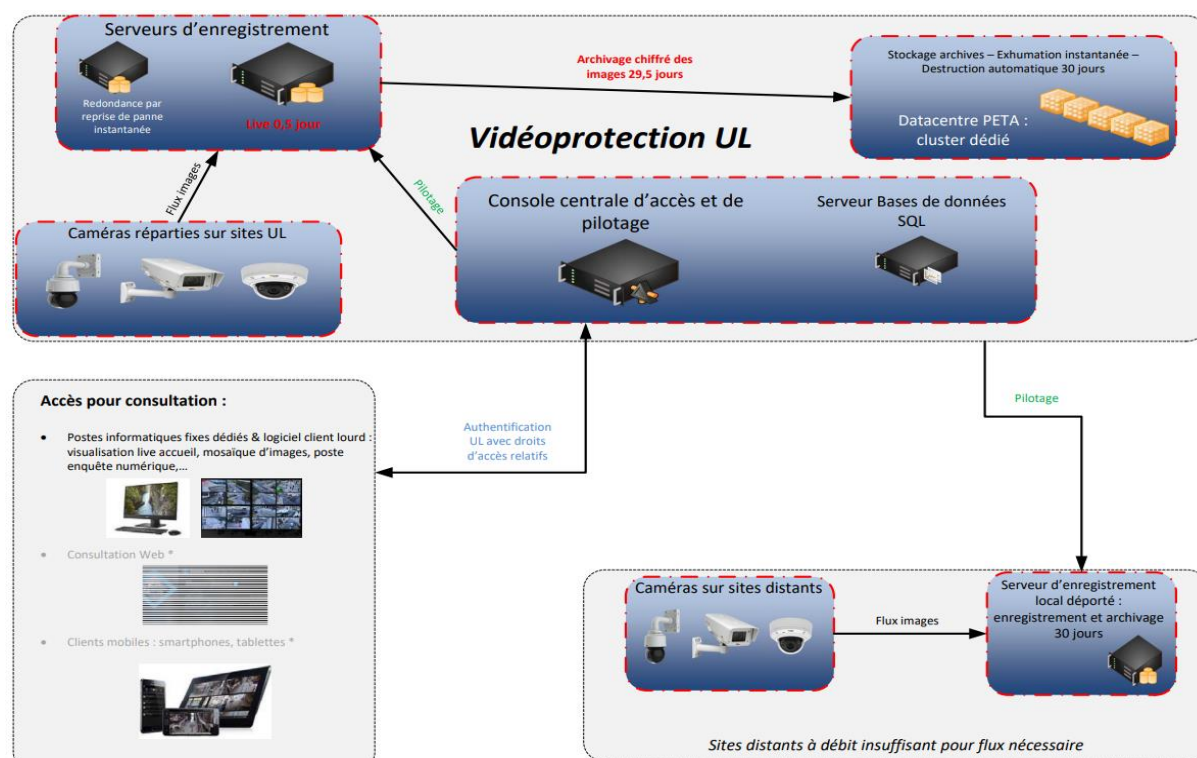 Serveurs d’enregistrement
Redondance par
reprise de panne
instantanée
Live 0,5 jour
Archivage chiffré des
images 29,5 jours
Stockage archives – Exhumation instantanée –
Destruction automatique 30 jours
Datacentre PETA :
cluster dédié
Vidéoprotection UL
Flux images
Pilotage
Caméras réparties sur sites UL
Console centrale d’accès et de
pilotage
Serveur Bases de données
SQL
Accès pour consultation :
• Postes informatiques fixes dédiés & logiciel client lourd :
visualisation live accueil, mosaïque d’images, poste
enquête numérique,...
• Consultation Web *
• Clients mobiles : smartphones, tablettes *
Authentification
UL avec droits
d’accès relatifs
Pilotage
Caméras sur sites distants
Flux images
Serveur d’enregistrement
local déporté :
enregistrement et archivage
30 jours
Sites distants à débit insuffisant pour flux nécessaire